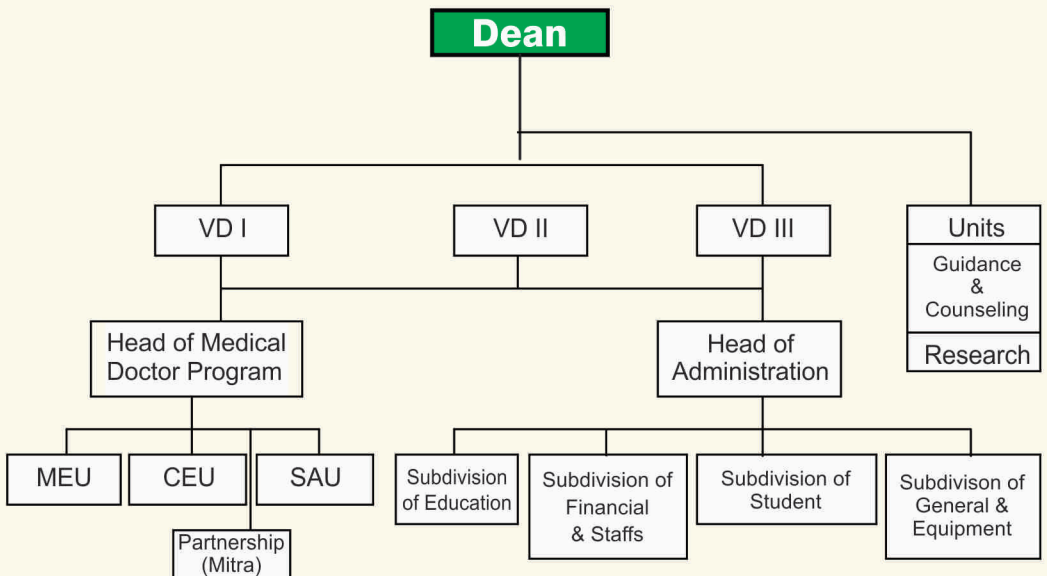 Dean
VD I
VD II
VD III
Units
Guidance
&
Counseling
Research
Head of Medical
Doctor Program
Head of
Administration
MEU
CEU
SAU
Partnership
(Mitra)
Subdivision
of Education
Subdivision of
Financial
& Staffs
Subdivision of
Student
Subdivison of
General &
Equipment